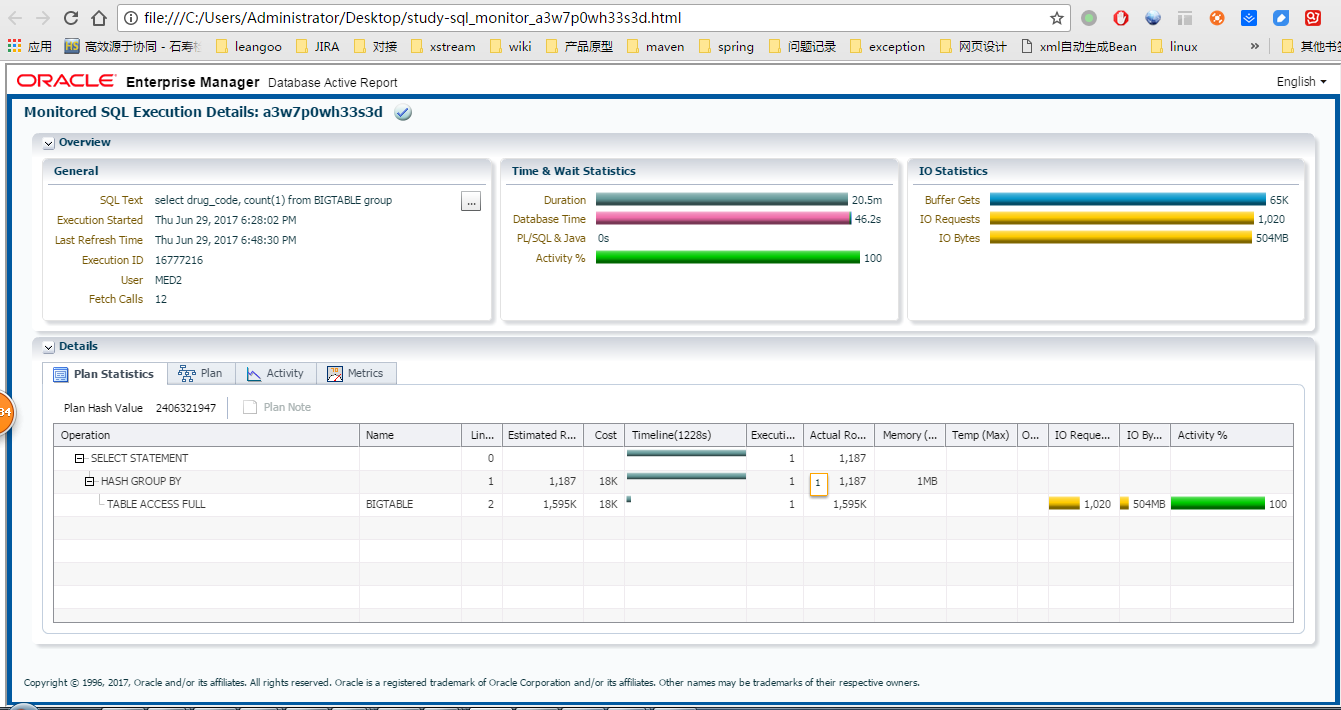 file:///C:/Users/Administrator/Desktop/study-sql_monitor_a3w7p0wh33s3d.html
应用 HS 高效源于协同 - 石寿 leangoo JIRA 对接 xstream wiki 产品原型 maven spring 问题记录 exception 网页设计 xml自动生成Bean linux » 其他书签
ORACLE Enterprise Manager Database Active Report English
Monitored SQL Execution Details: a3w7p0wh33s3d
Overview
General
SQL Text select drug_code, count(1) from BIGTABLE group ...
Execution Started Thu Jun 29, 2017 6:28:02 PM
Last Refresh Time Thu Jun 29, 2017 6:48:30 PM
Execution ID 16777216
User MED2
Fetch Calls 12
Time & Wait Statistics
Duration 20.5m
Database Time 46.2s
PL/SQL & Java 0s
Activity % 100
IO Statistics
Buffer Gets 65K
IO Requests 1,020
IO Bytes 504MB
Details
Plan Statistics Plan Activity Metrics
Plan Hash Value 2406321947 Plan Note
Operation Name Lin... Estimated R... Cost Timeline(1228s) Executi... Actual Ro... Memory (... Temp (Max) O... IO Reque... IO By... Activity %
SELECT STATEMENT 0 1 1,187
HASH GROUP BY 1 1,187 18K 1 1 1,187 1MB
TABLE ACCESS FULL BIGTABLE 2 1,595K 18K 1 1,595K 1,020 504MB 100
34
Copyright © 1996, 2017, Oracle and/or its affiliates. All rights reserved. Oracle is a registered trademark of Oracle Corporation and/or its affiliates. Other names may be trademarks of their respective owners.